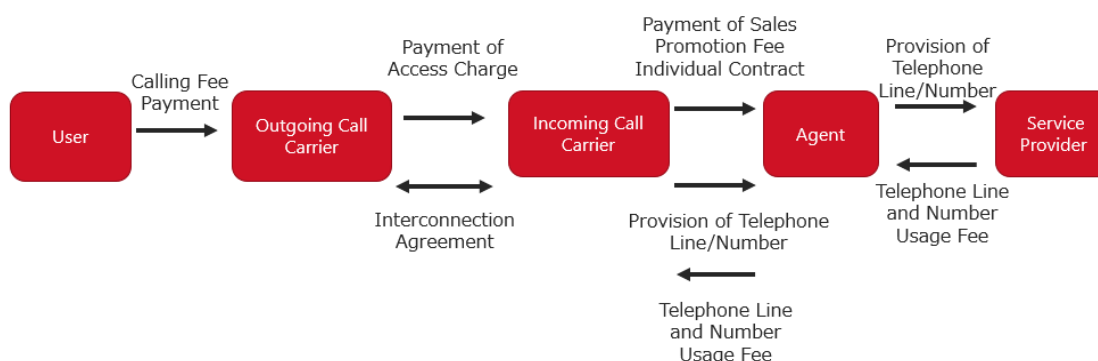 Calling Fee
Payment
Payment of
Access Charge
Payment of Sales
Promotion Fee
Individual Contract
Provision of
Telephone
Line/Number
User
Outgoing Call
Carrier
Incoming Call
Carrier
Agent
Service
Provider
Interconnection
Agreement
Provision of Telephone
Line/Number
Telephone Line
and Number
Usage Fee
Telephone Line
and Number
Usage Fee